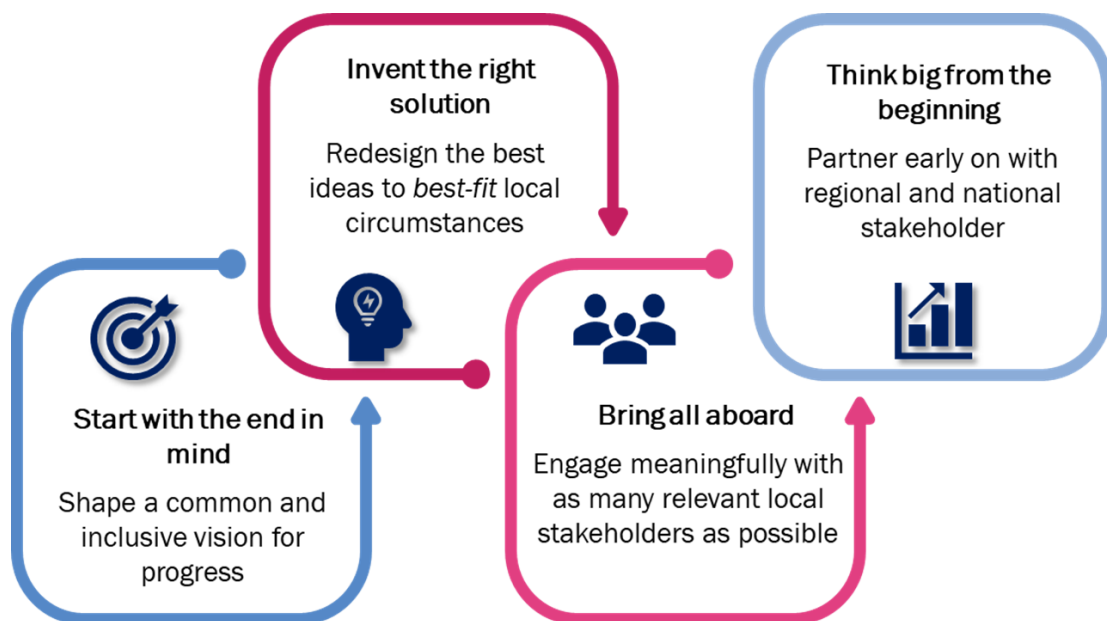 Start with the end in
mind
Shape a common and
inclusive vision for
progress
Invent the right
solution
Redesign the best
ideas to best-fit local
circumstances
Bring all aboard
Engage meaningfully with
as many relevant local
stakeholders as possible
Think big from the
beginning
Partner early on with
regional and national
stakeholder